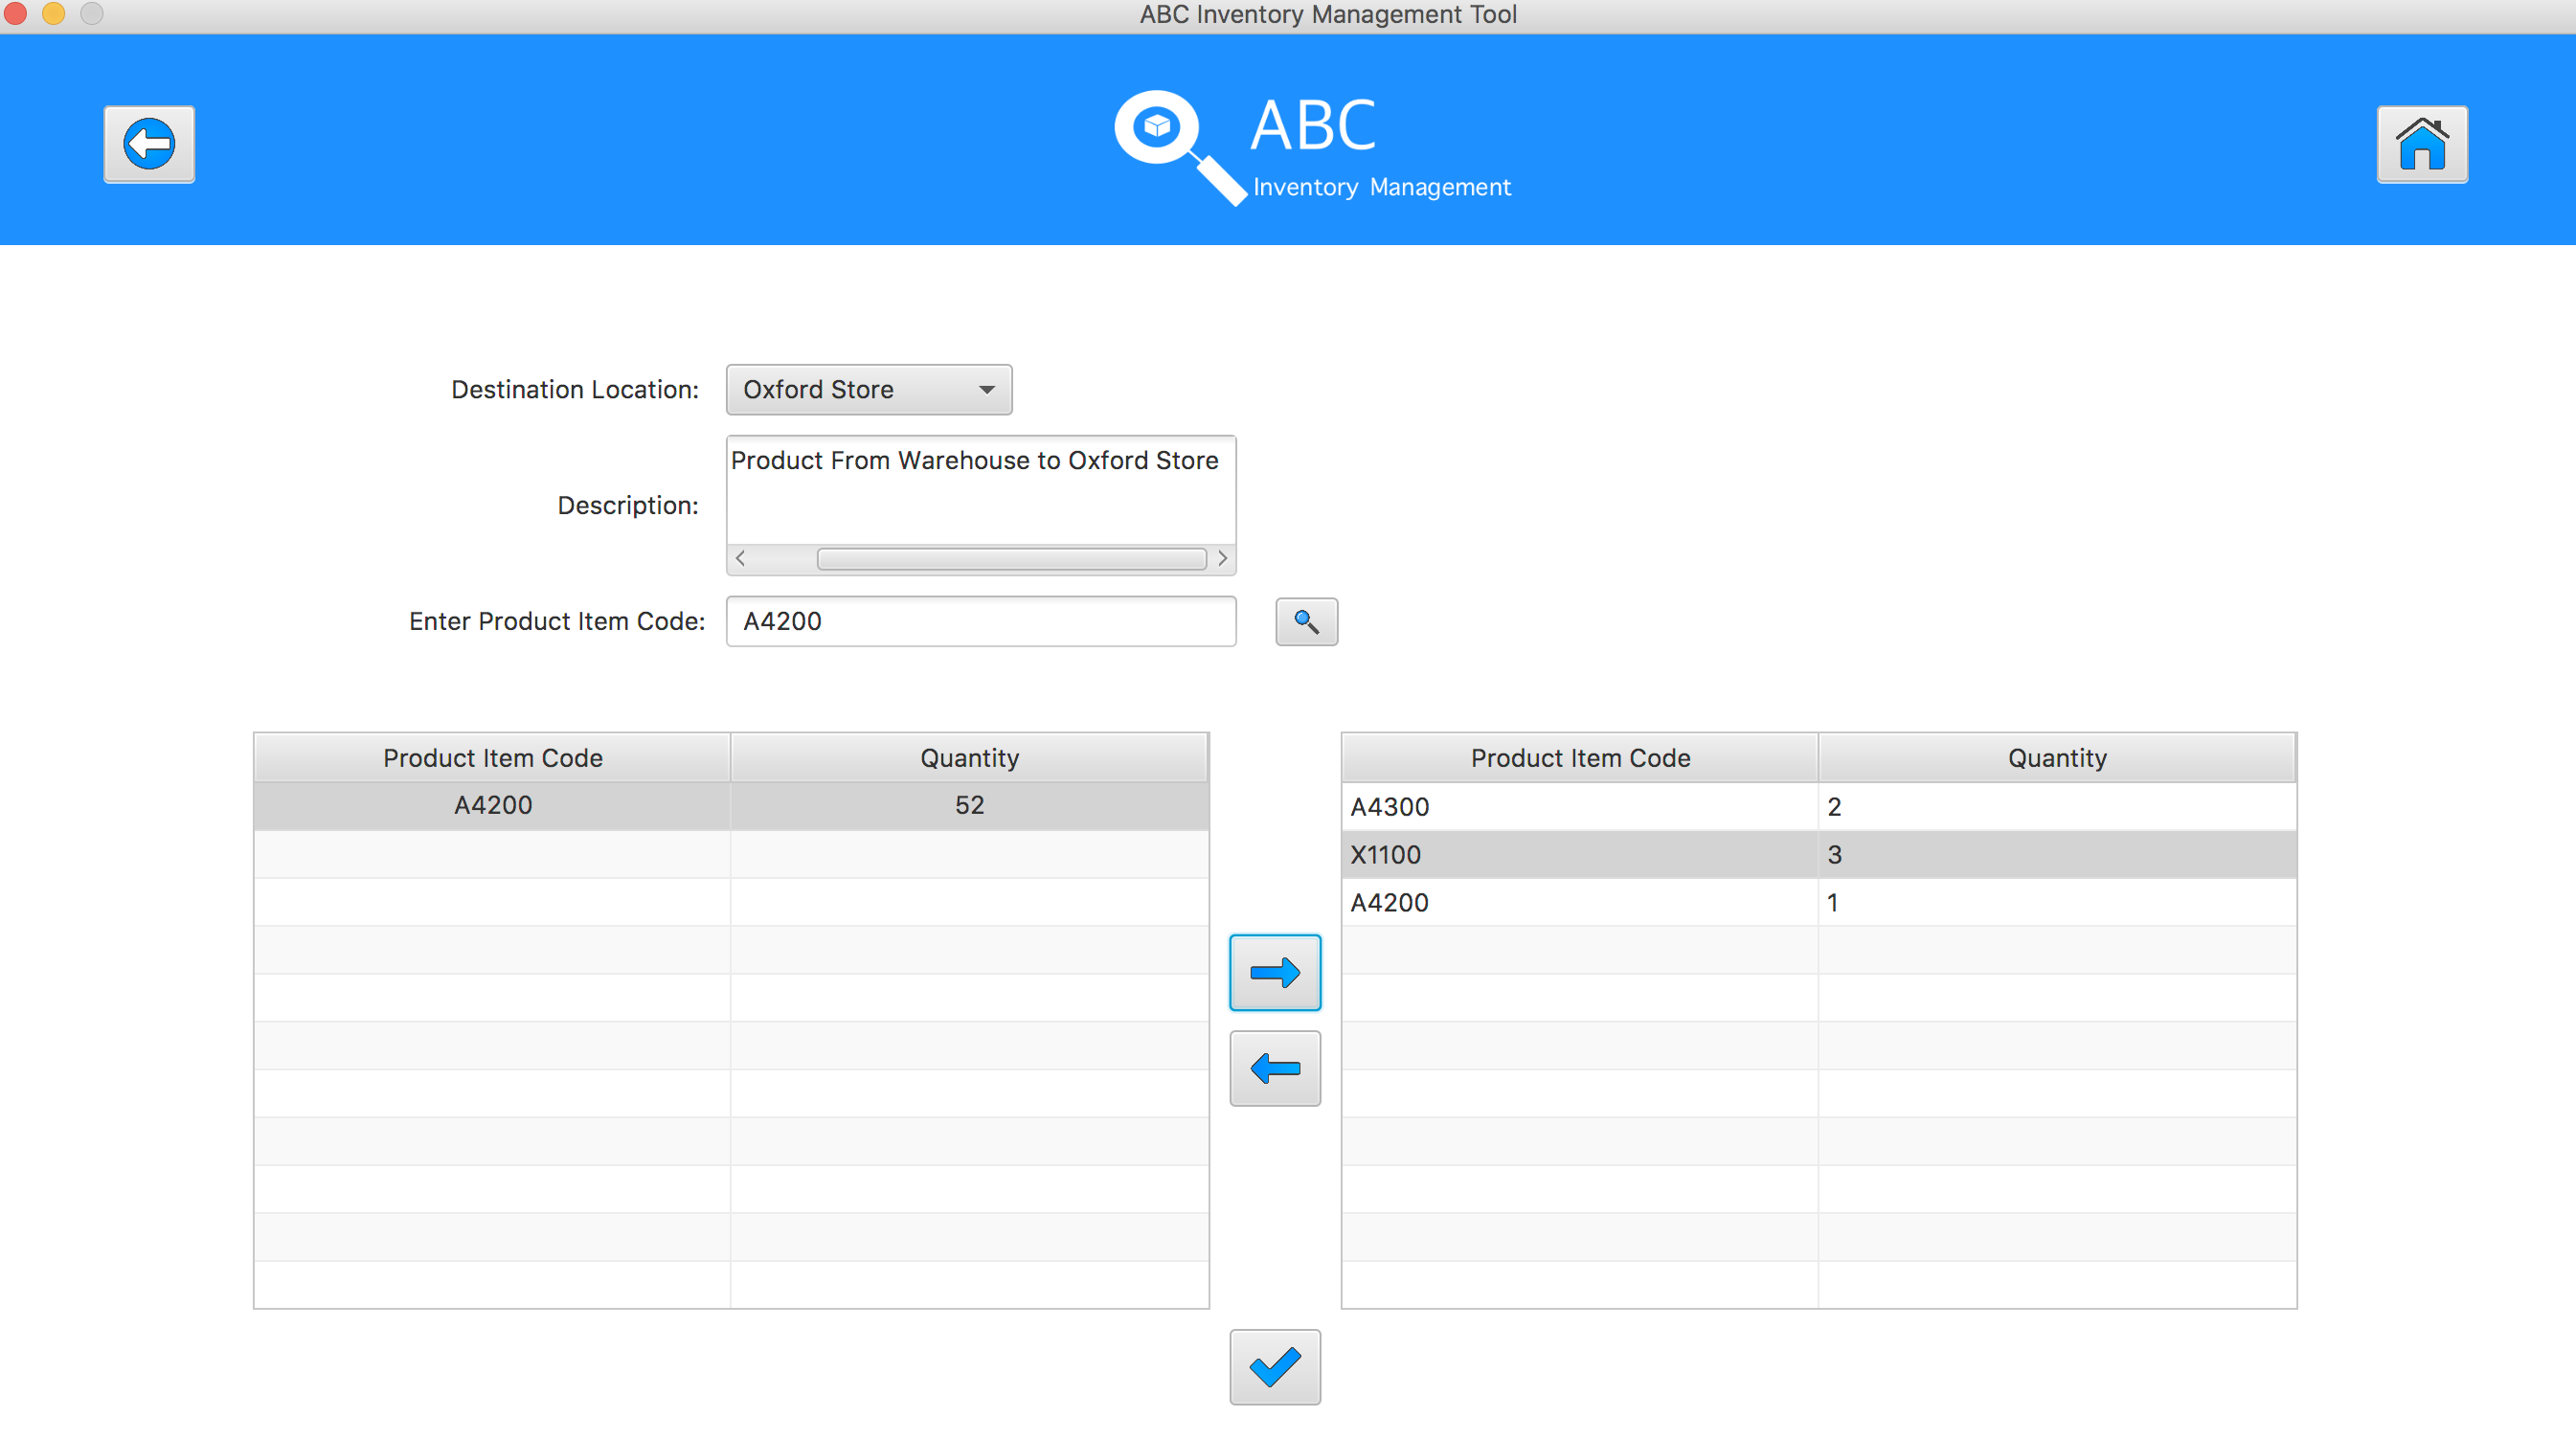 ABC Inventory Management Tool
ABC
Inventory Management
Destination Location: Oxford Store
Product From Warehouse to Oxford Store
Description:
Enter Product Item Code: A4200
Product Item Code Quantity Product Item Code Quantity
A4200 52 A4300 2
X1100 3
A4200 1